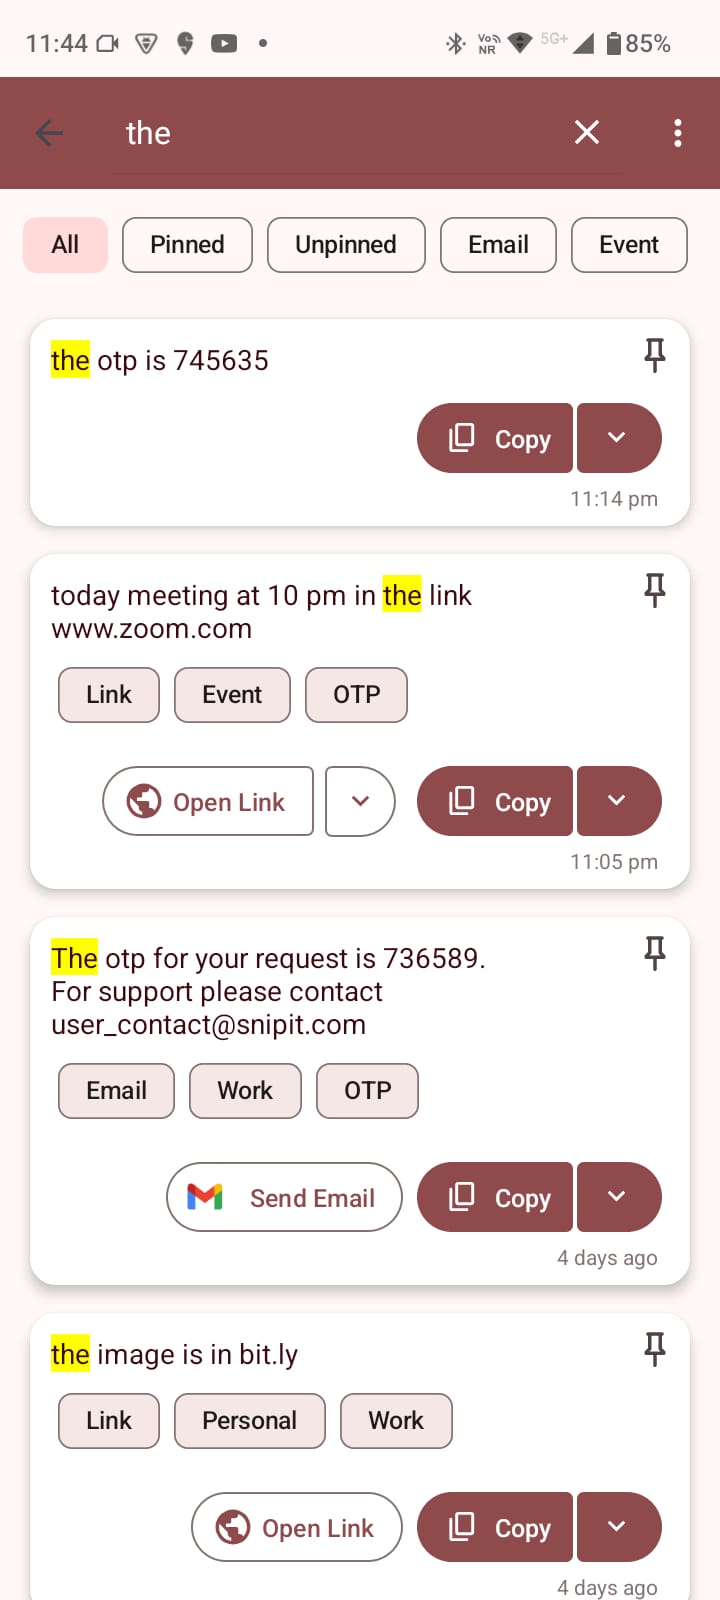 11:44 Vo NR 5G+ 85%
the
All Pinned Unpinned Email Event
the otp is 745635
Copy
11:14 pm
today meeting at 10 pm in the link
www.zoom.com
Link Event OTP
Open Link Copy
11:05 pm
The otp for your request is 736589.
For support please contact
user_contact@snipit.com
Email Work OTP
Send Email Copy
4 days ago
the image is in bit.ly
Link Personal Work
Open Link Copy
4 days ago